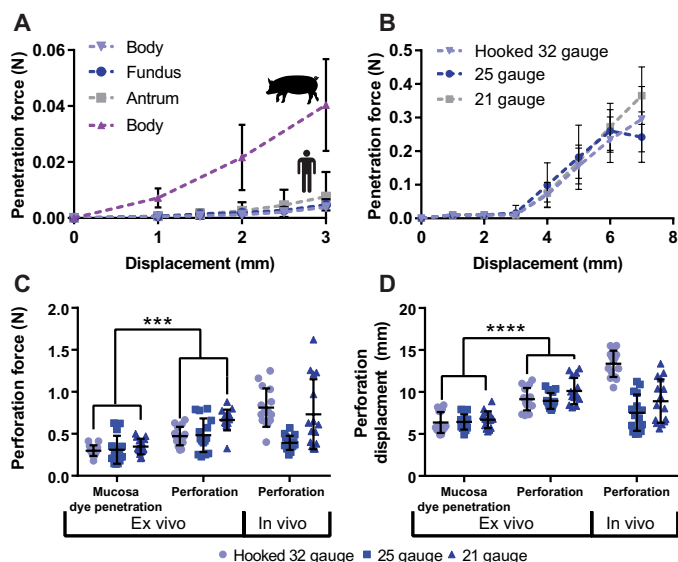 A
Penetration force (N)
0.06
0.04
0.02
0.00
Body
Fundus
Antrum
Body
0
1
2
3
Displacement (mm)
B
Penetration force (N)
0.5
0.4
0.3
0.2
0.1
0.0
Hooked 32 gauge
25 gauge
21 gauge
0
2
4
6
8
Displacement (mm)
C
Perforation force (N)
2.0
1.5
1.0
0.5
0.0
***
Mucosa
dye penetration
Perforation
Perforation
Ex vivo
In vivo
D
Perforation
displacment (mm)
20
15
10
5
0
****
Mucosa
dye penetration
Perforation
Perforation
Ex vivo
In vivo
Hooked 32 gauge 25 gauge 21 gauge